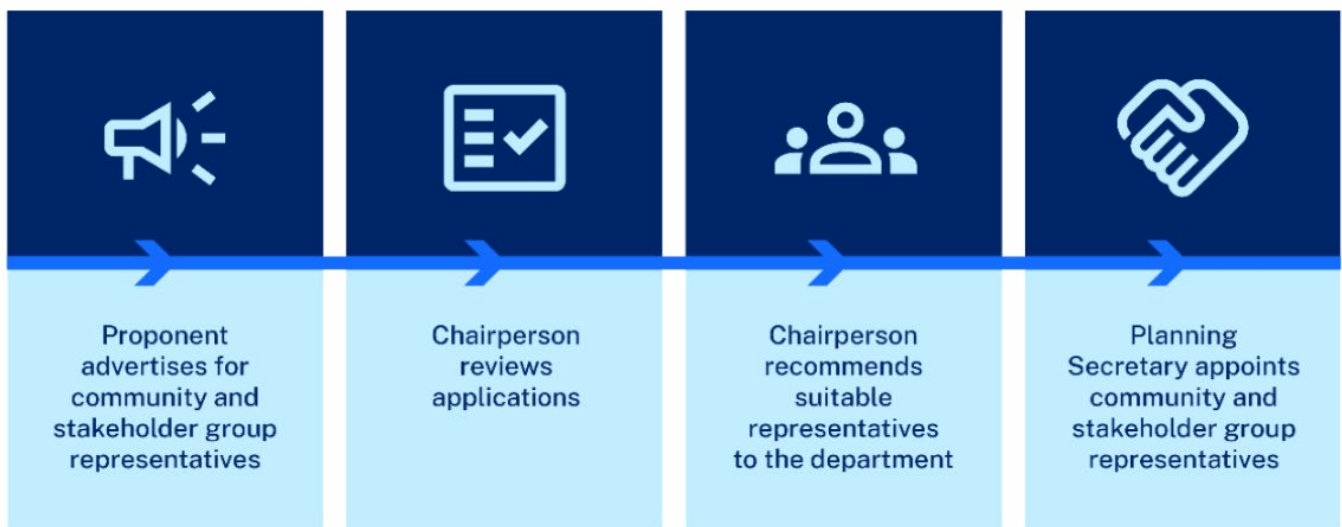 Proponent
advertises for
community and
stakeholder group
representatives
Chairperson
reviews
applications
Chairperson
recommends
suitable
representatives
to the department
Planning
Secretary appoints
community and
stakeholder group
representatives